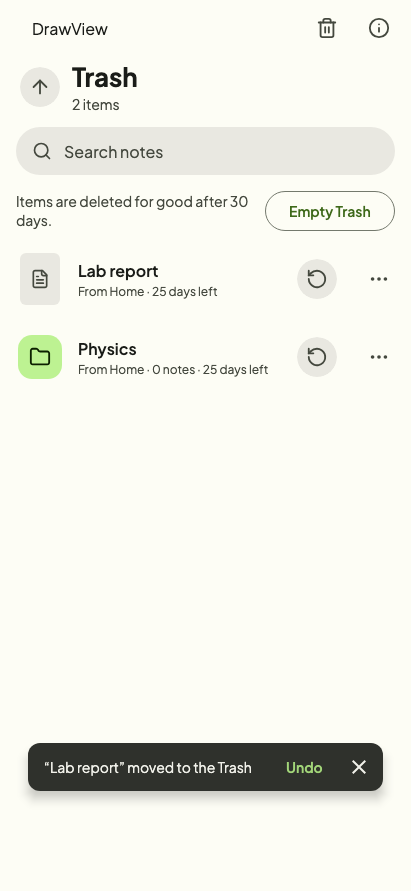 DrawView
Trash
2 items
Search notes
Items are deleted for good after 30
days.
Empty Trash
Lab report
From Home · 25 days left
Physics
From Home · 0 notes · 25 days left
“Lab report” moved to the Trash
Undo